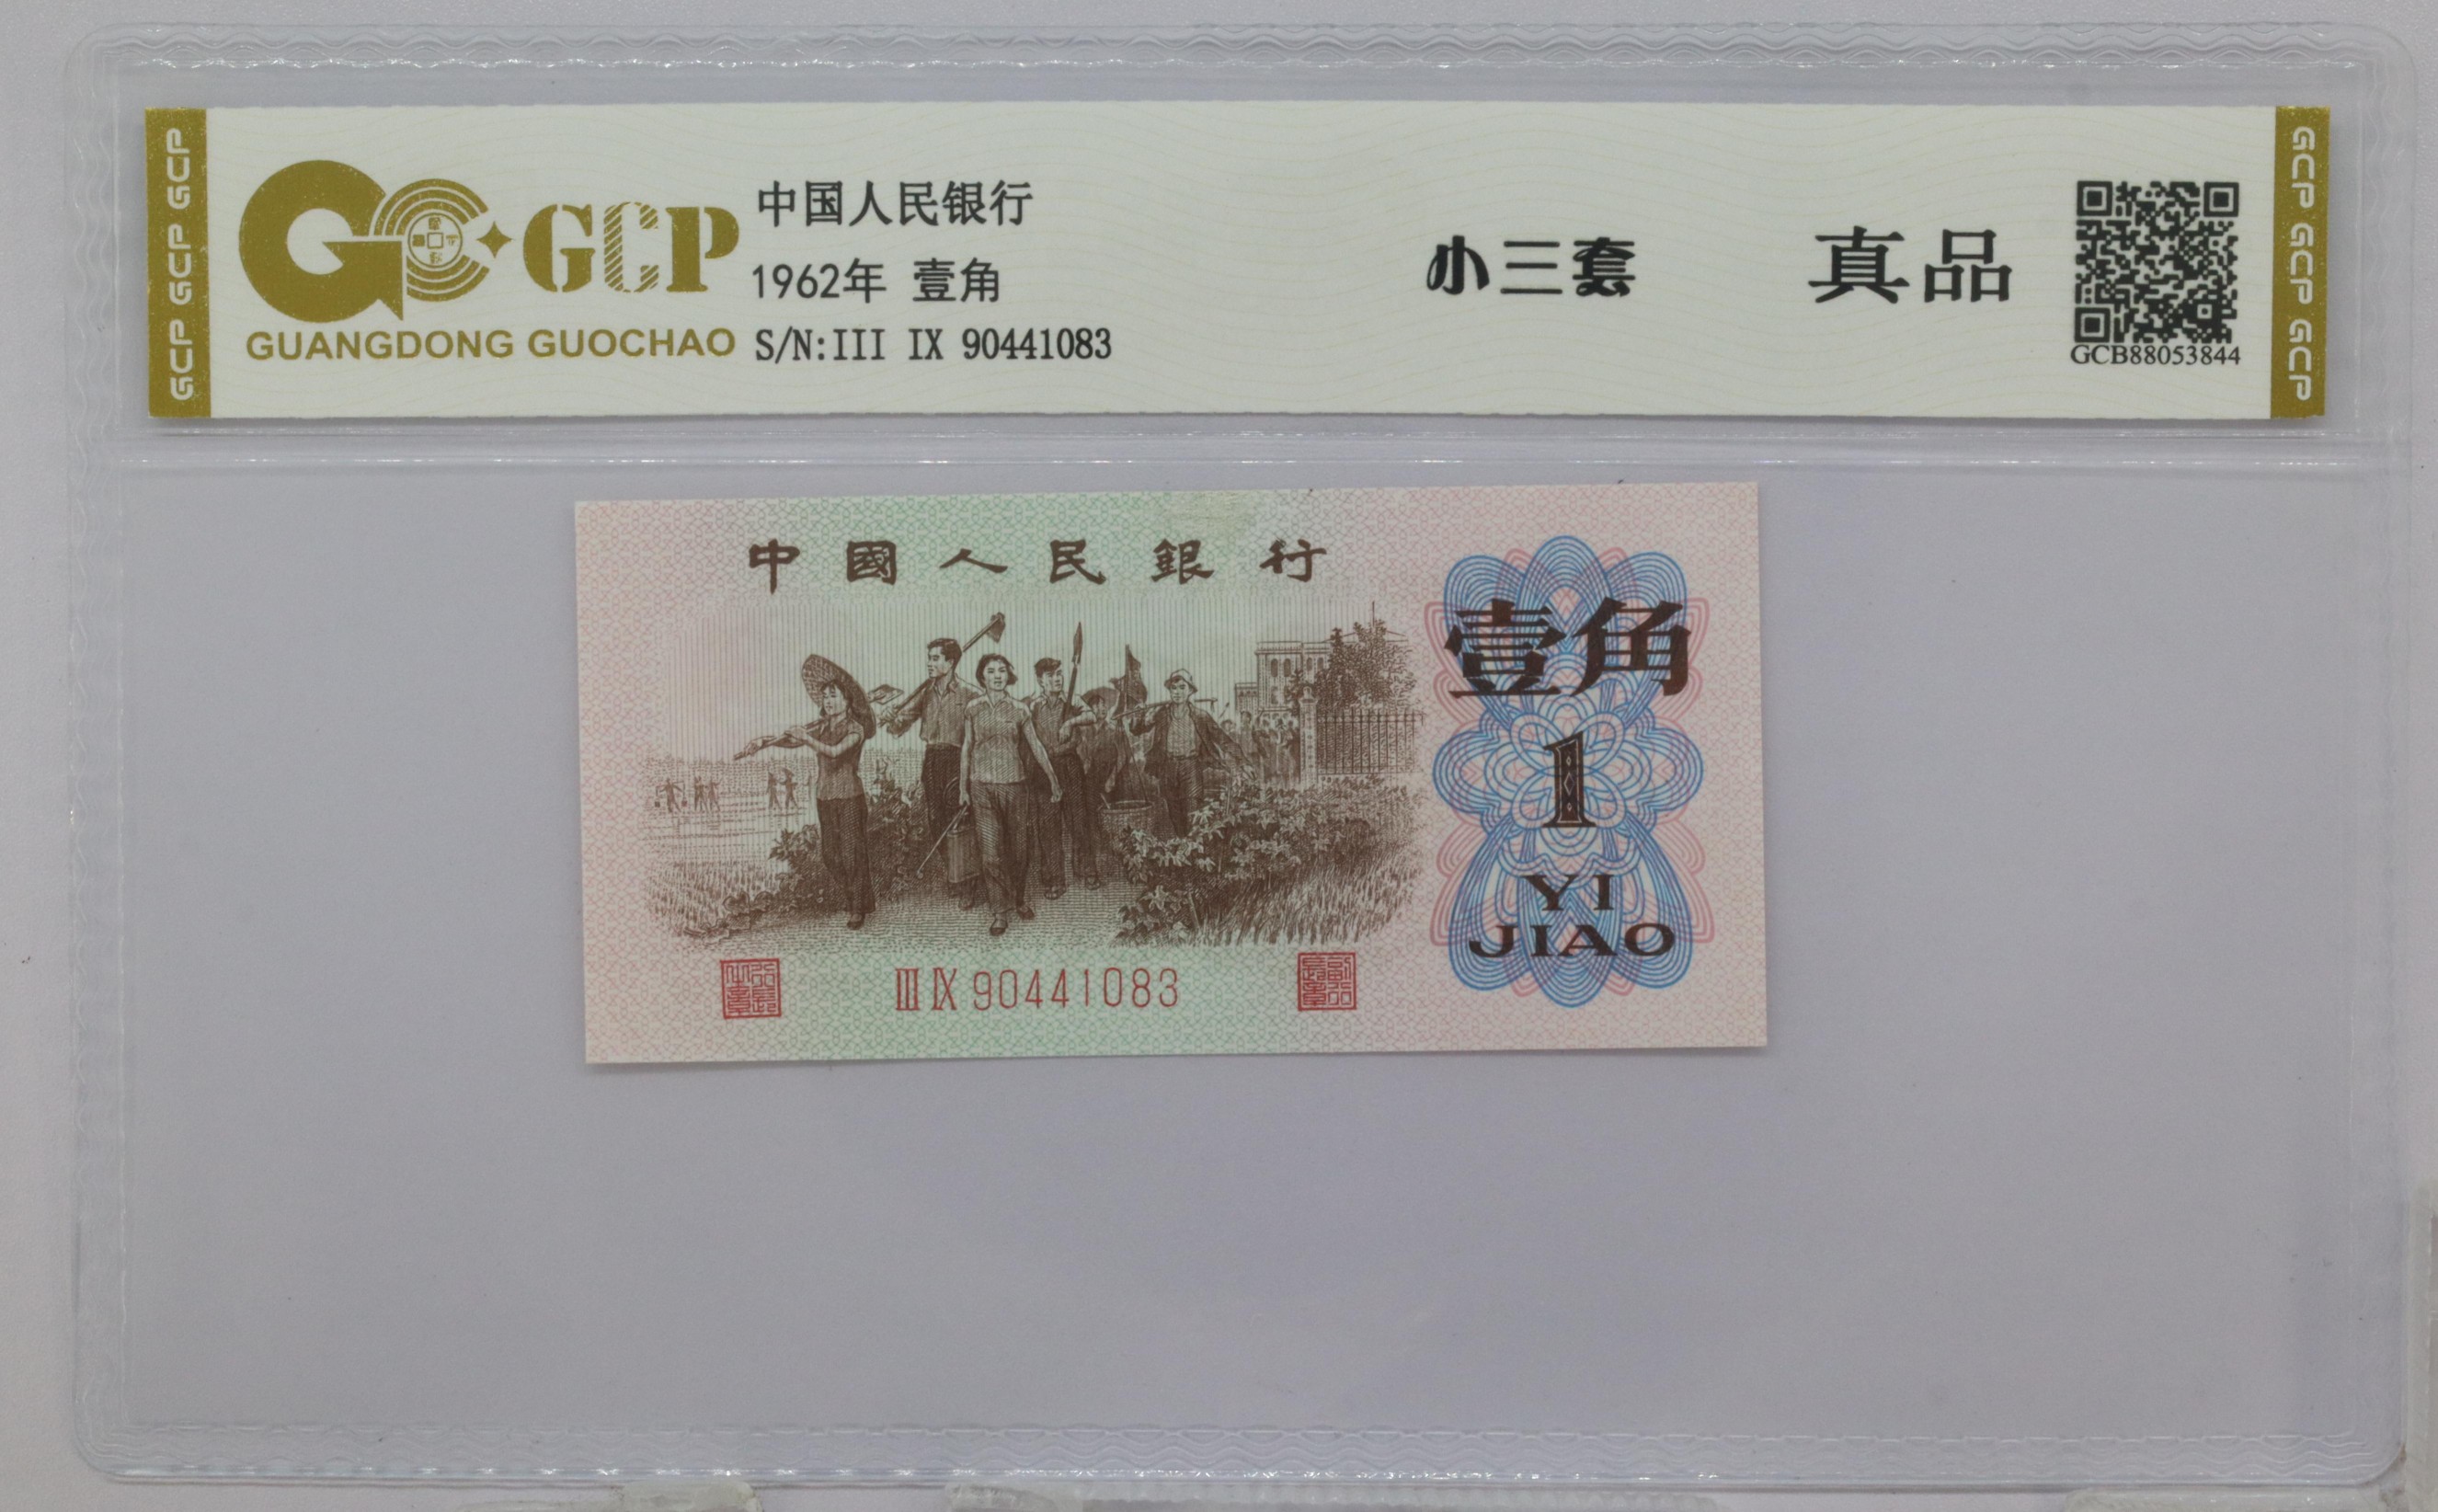 GCP GCP GCP
GCP
GUANGDONG GUOCHAO
中国人民银行
1962年 壹角
S/N:III IX 90441083
小三套
真品
GCB88053844
GCP GCP GCP
中國人民銀行
壹角
1
YI
JIAO
III IX 90441083